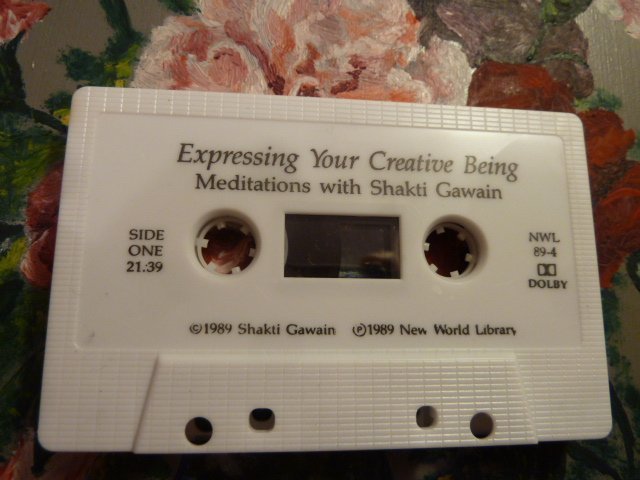 Expressing Your Creative Being
Meditations with Shakti Gawain
SIDE
ONE
21:39
NWL
89-4
DOLBY
©1989 Shakti Gawain ℗1989 New World Library